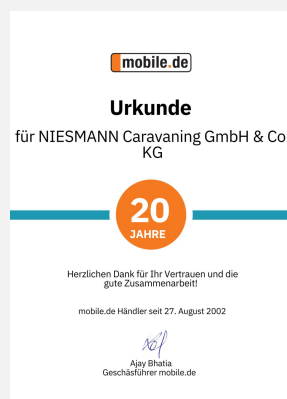 mobile.de
Urkunde
für NIESMANN Caravaning GmbH & Co
KG
20
JAHRE
Herzlichen Dank für Ihr Vertrauen und die
gute Zusammenarbeit!
mobile.de Händler seit 27. August 2002
Ajay Bhatia
Geschäsführer mobile.de